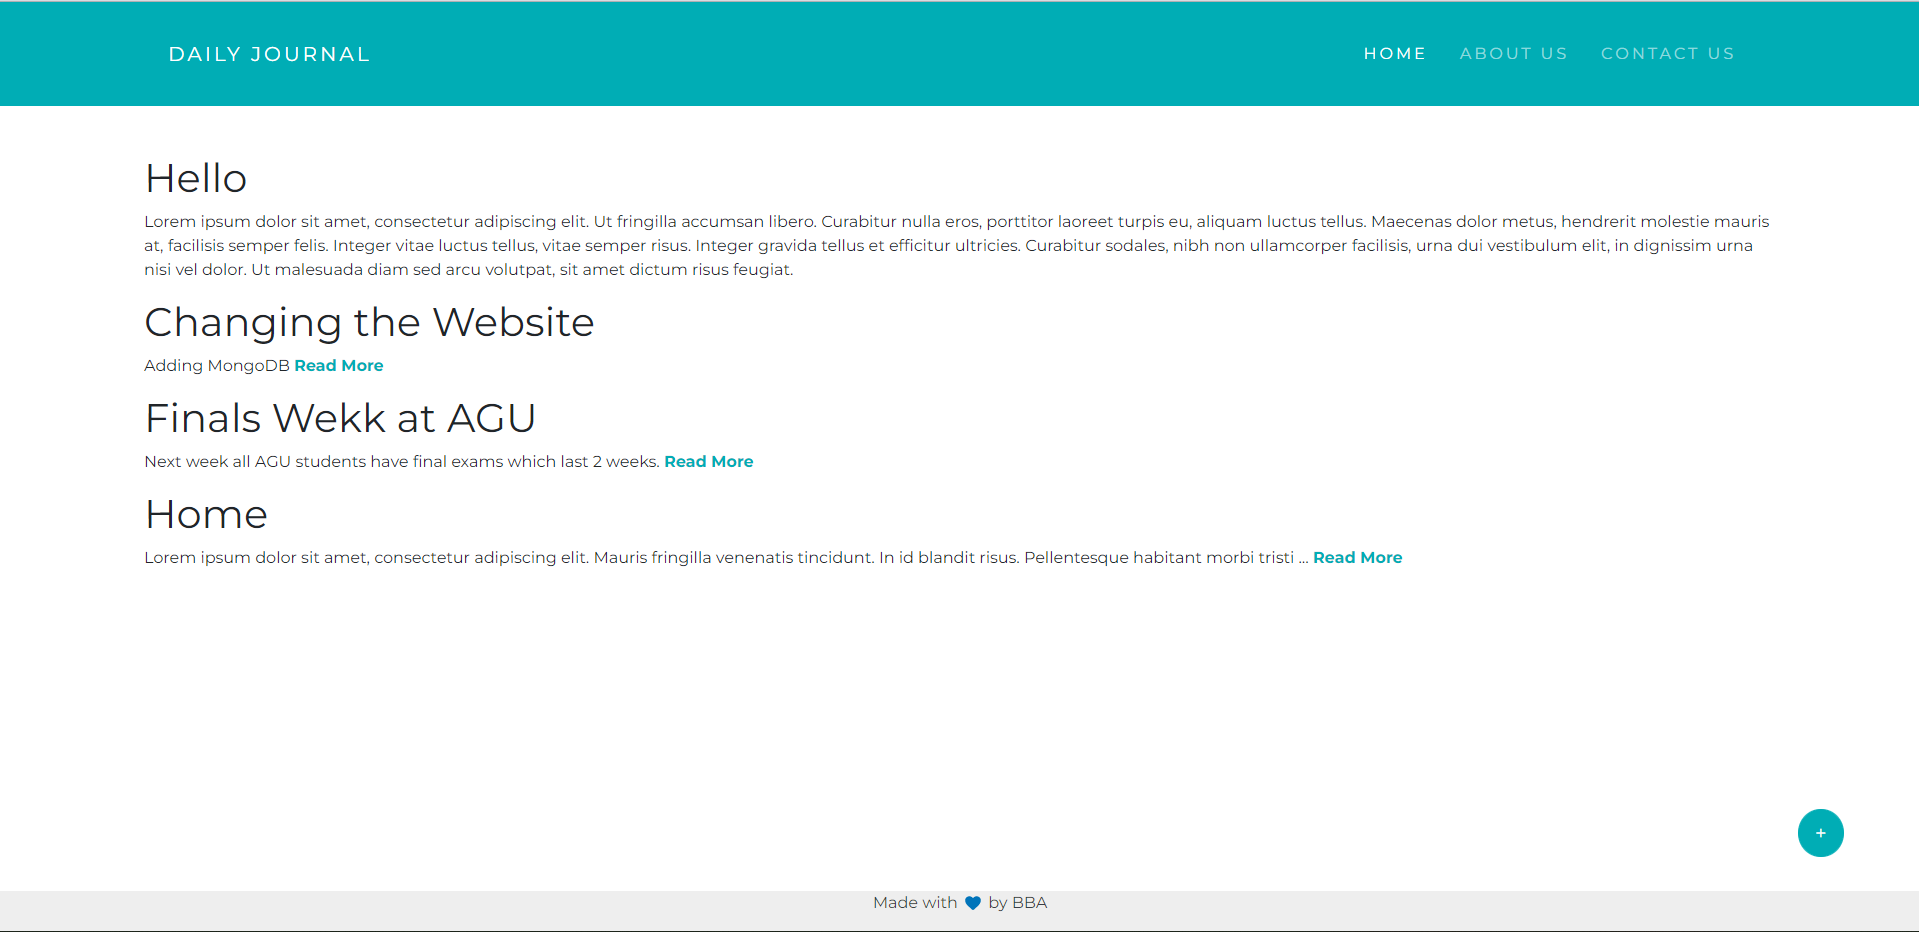 DAILY JOURNAL
HOME ABOUT US CONTACT US
Hello
Lorem ipsum dolor sit amet, consectetur adipiscing elit. Ut fringilla accumsan libero. Curabitur nulla eros, porttitor laoreet turpis eu, aliquam luctus tellus. Maecenas dolor metus, hendrerit molestie mauris
at, facilisis semper felis. Integer vitae luctus tellus, vitae semper risus. Integer gravida tellus et efficitur ultricies. Curabitur sodales, nibh non ullamcorper facilisis, urna dui vestibulum elit, in dignissim urna
nisi vel dolor. Ut malesuada diam sed arcu volutpat, sit amet dictum risus feugiat.
Changing the Website
Adding MongoDB Read More
Finals Wekk at AGU
Next week all AGU students have final exams which last 2 weeks. Read More
Home
Lorem ipsum dolor sit amet, consectetur adipiscing elit. Mauris fringilla venenatis tincidunt. In id blandit risus. Pellentesque habitant morbi tristi ... Read More
+
Made with 💙 by BBA